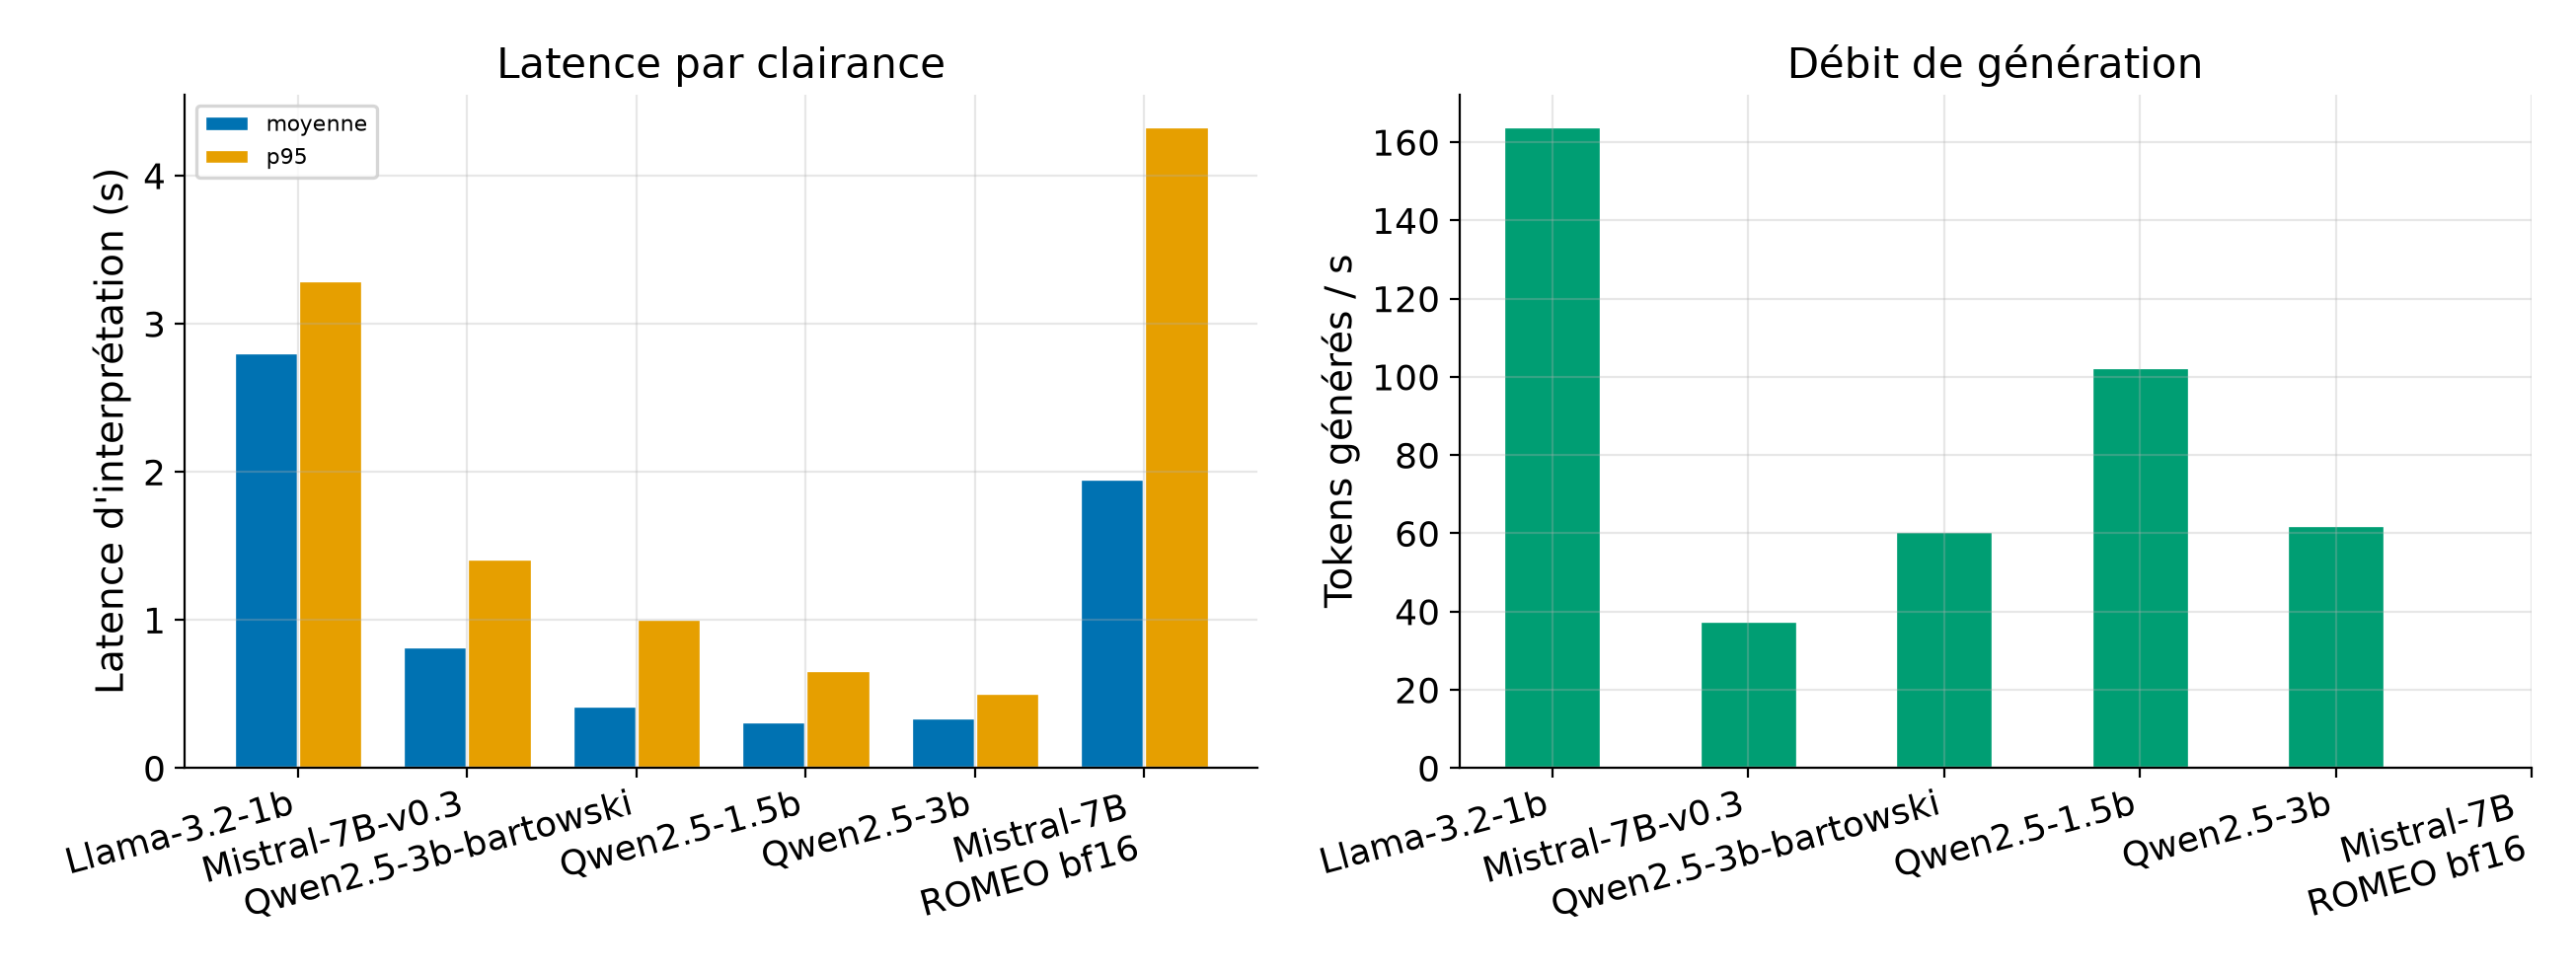 Latence par clairance
moyenne
p95
Latence d'interprétation (s)
4
3
2
1
0
Llama-3.2-1b
Mistral-7B-v0.3
Qwen2.5-3b-bartowski
Qwen2.5-1.5b
Qwen2.5-3b
Mistral-7B
ROMEO bf16
Débit de génération
Tokens générés / s
160
140
120
100
80
60
40
20
0
Llama-3.2-1b
Mistral-7B-v0.3
Qwen2.5-3b-bartowski
Qwen2.5-1.5b
Qwen2.5-3b
Mistral-7B
ROMEO bf16